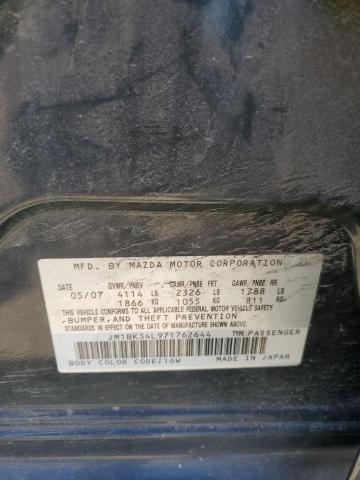 MFD. BY MAZDA MOTOR CORPORATION
GVWR/PNBV GAWR/PNBE FRT GAWR/PNBE RR
05/07 4114 LB 2326 LB 1788 LB
1866 KG 1055 KG 811 KG
THIS VEHICLE CONFORMS TO ALL APPLICABLE FEDERAL MOTOR VEHICLE SAFETY
,BUMPER, AND THEFT PREVENTION
STANDARDS IN EFFECT ON THE DATE OF MANUFACTURE SHOWN ABOVE.
JM1BK34L971762644 TYPE:PASSENGER
BODY COLOR CODE/16W MADE IN JAPAN